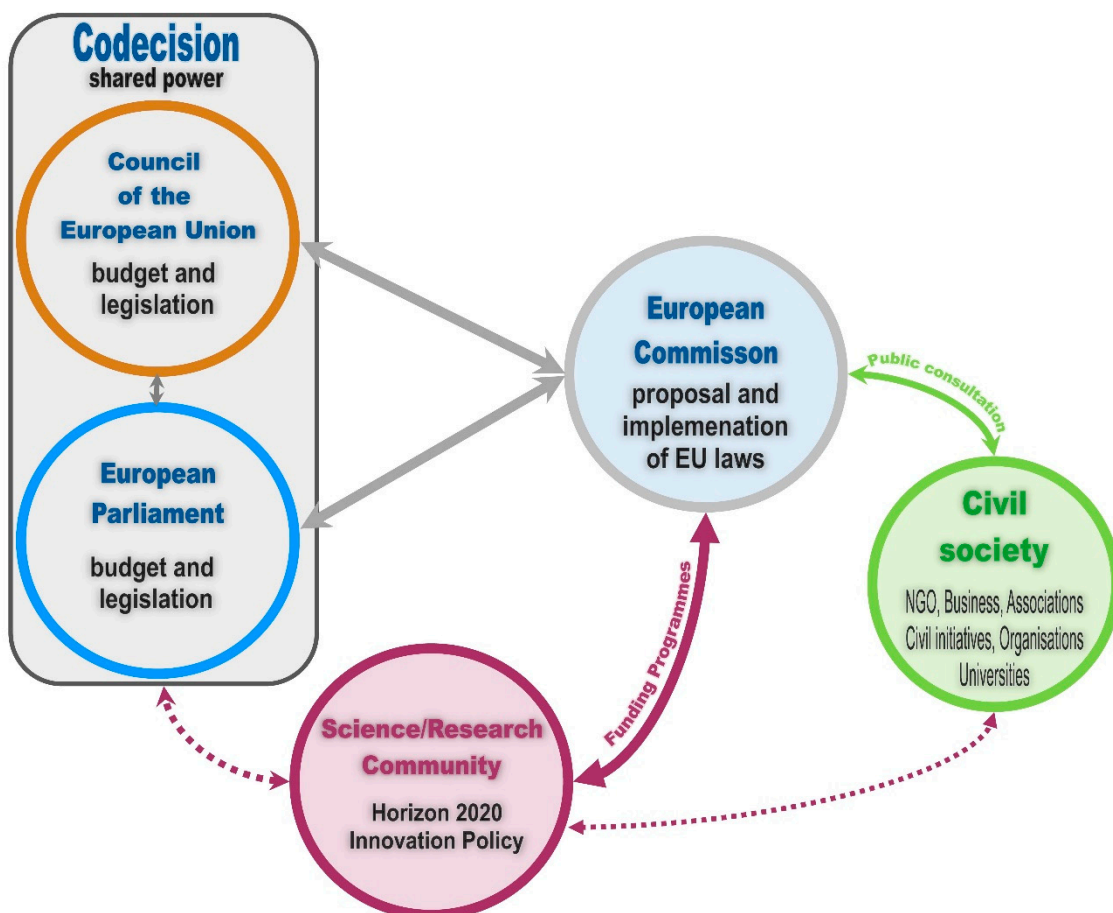 Codecision
shared power
Council
of the
European Union
budget and
legislation
European
Parliament
budget and
legislation
European
Commisson
proposal and
implemenation
of EU laws
Public consultation
Civil
society
NGO, Business, Associations
Civil initiatives, Organisations
Universities
Funding Programmes
Science/Research
Community
Horizon 2020
Innovation Policy